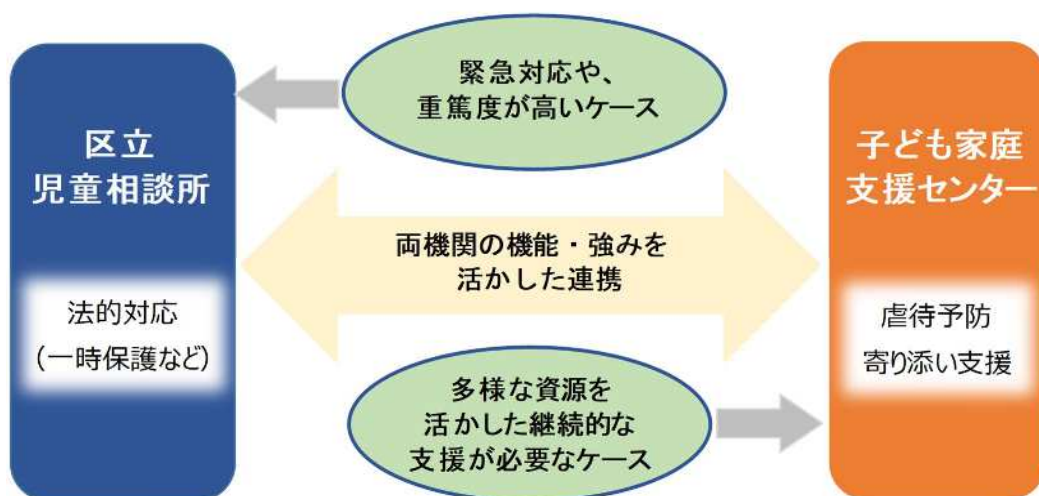 緊急対応や、
重篤度が高いケース
区立
児童相談所
子ども家庭
支援センター
両機関の機能・強みを
活かした連携
法的対応
(一時保護など)
虐待予防
寄り添い支援
多様な資源を
活かした継続的な
支援が必要なケース